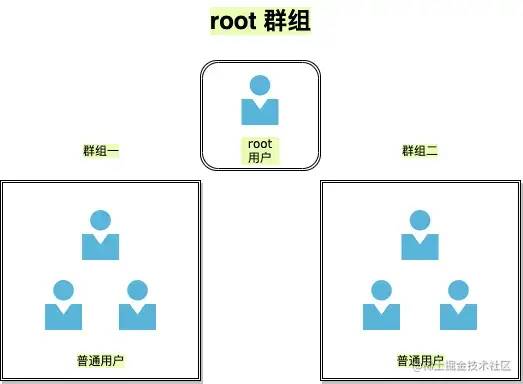 root 群组
root
用户
群组一
群组二
普通用户
普通用户
@稀土掘金技术社区